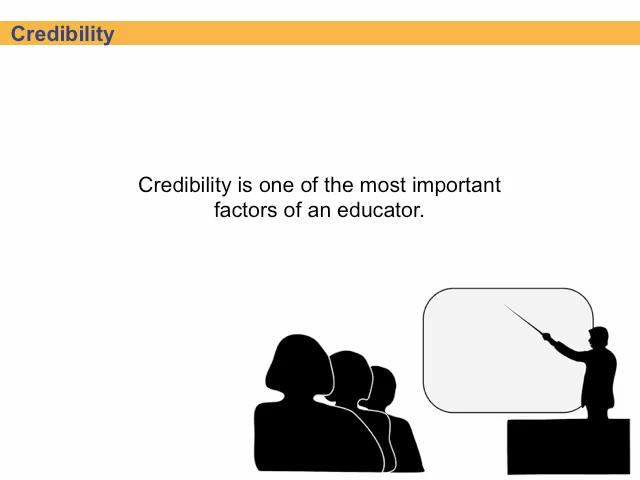 Credibility
Credibility is one of the most important
factors of an educator.